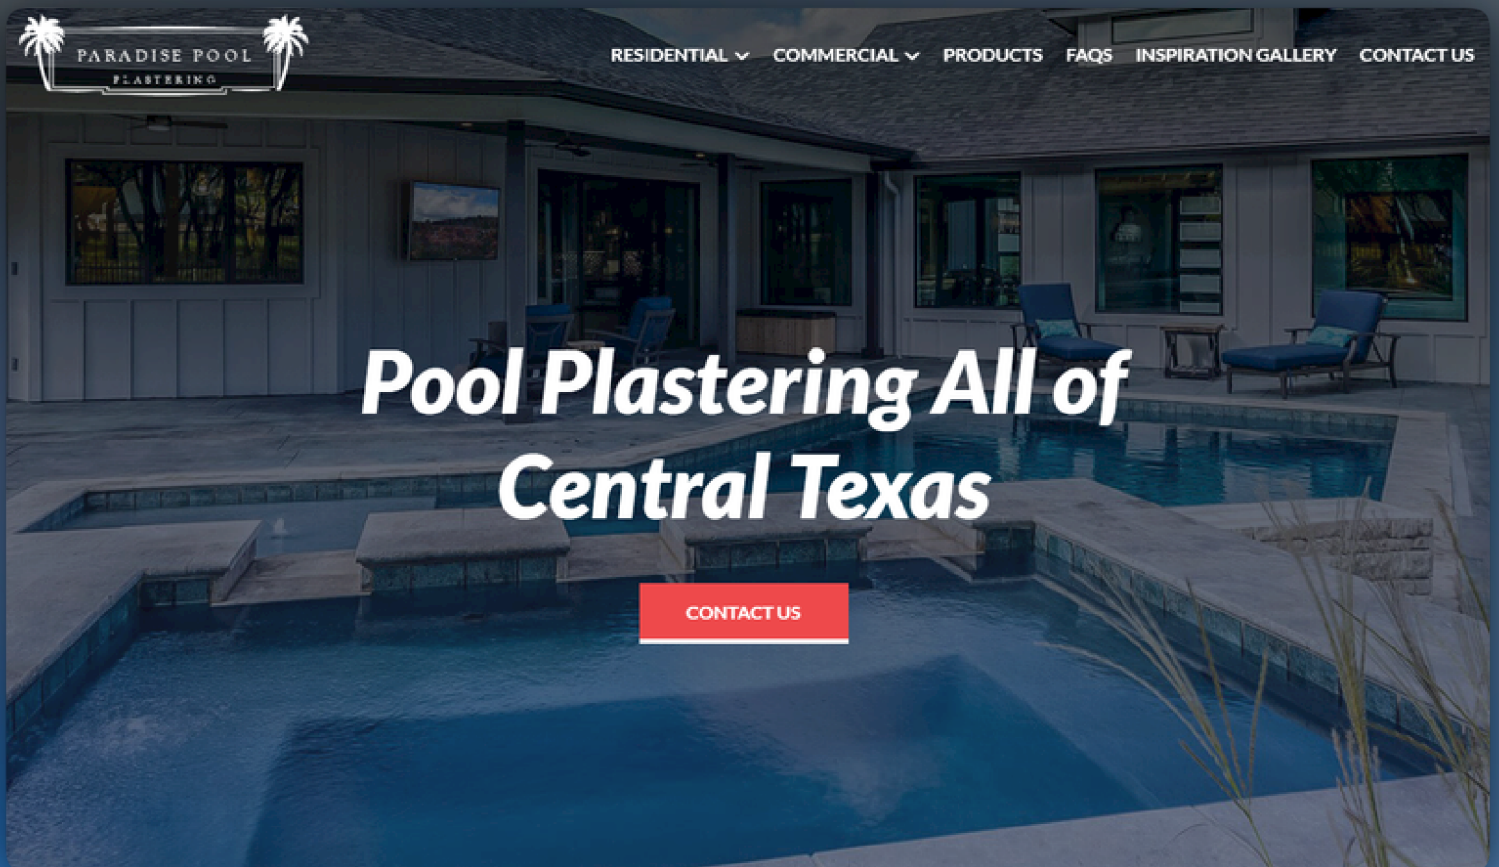 PARADISE POOL
PLASTERING
RESIDENTIAL COMMERCIAL PRODUCTS FAQS INSPIRATION GALLERY CONTACT US
Pool Plastering All of
Central Texas
CONTACT US